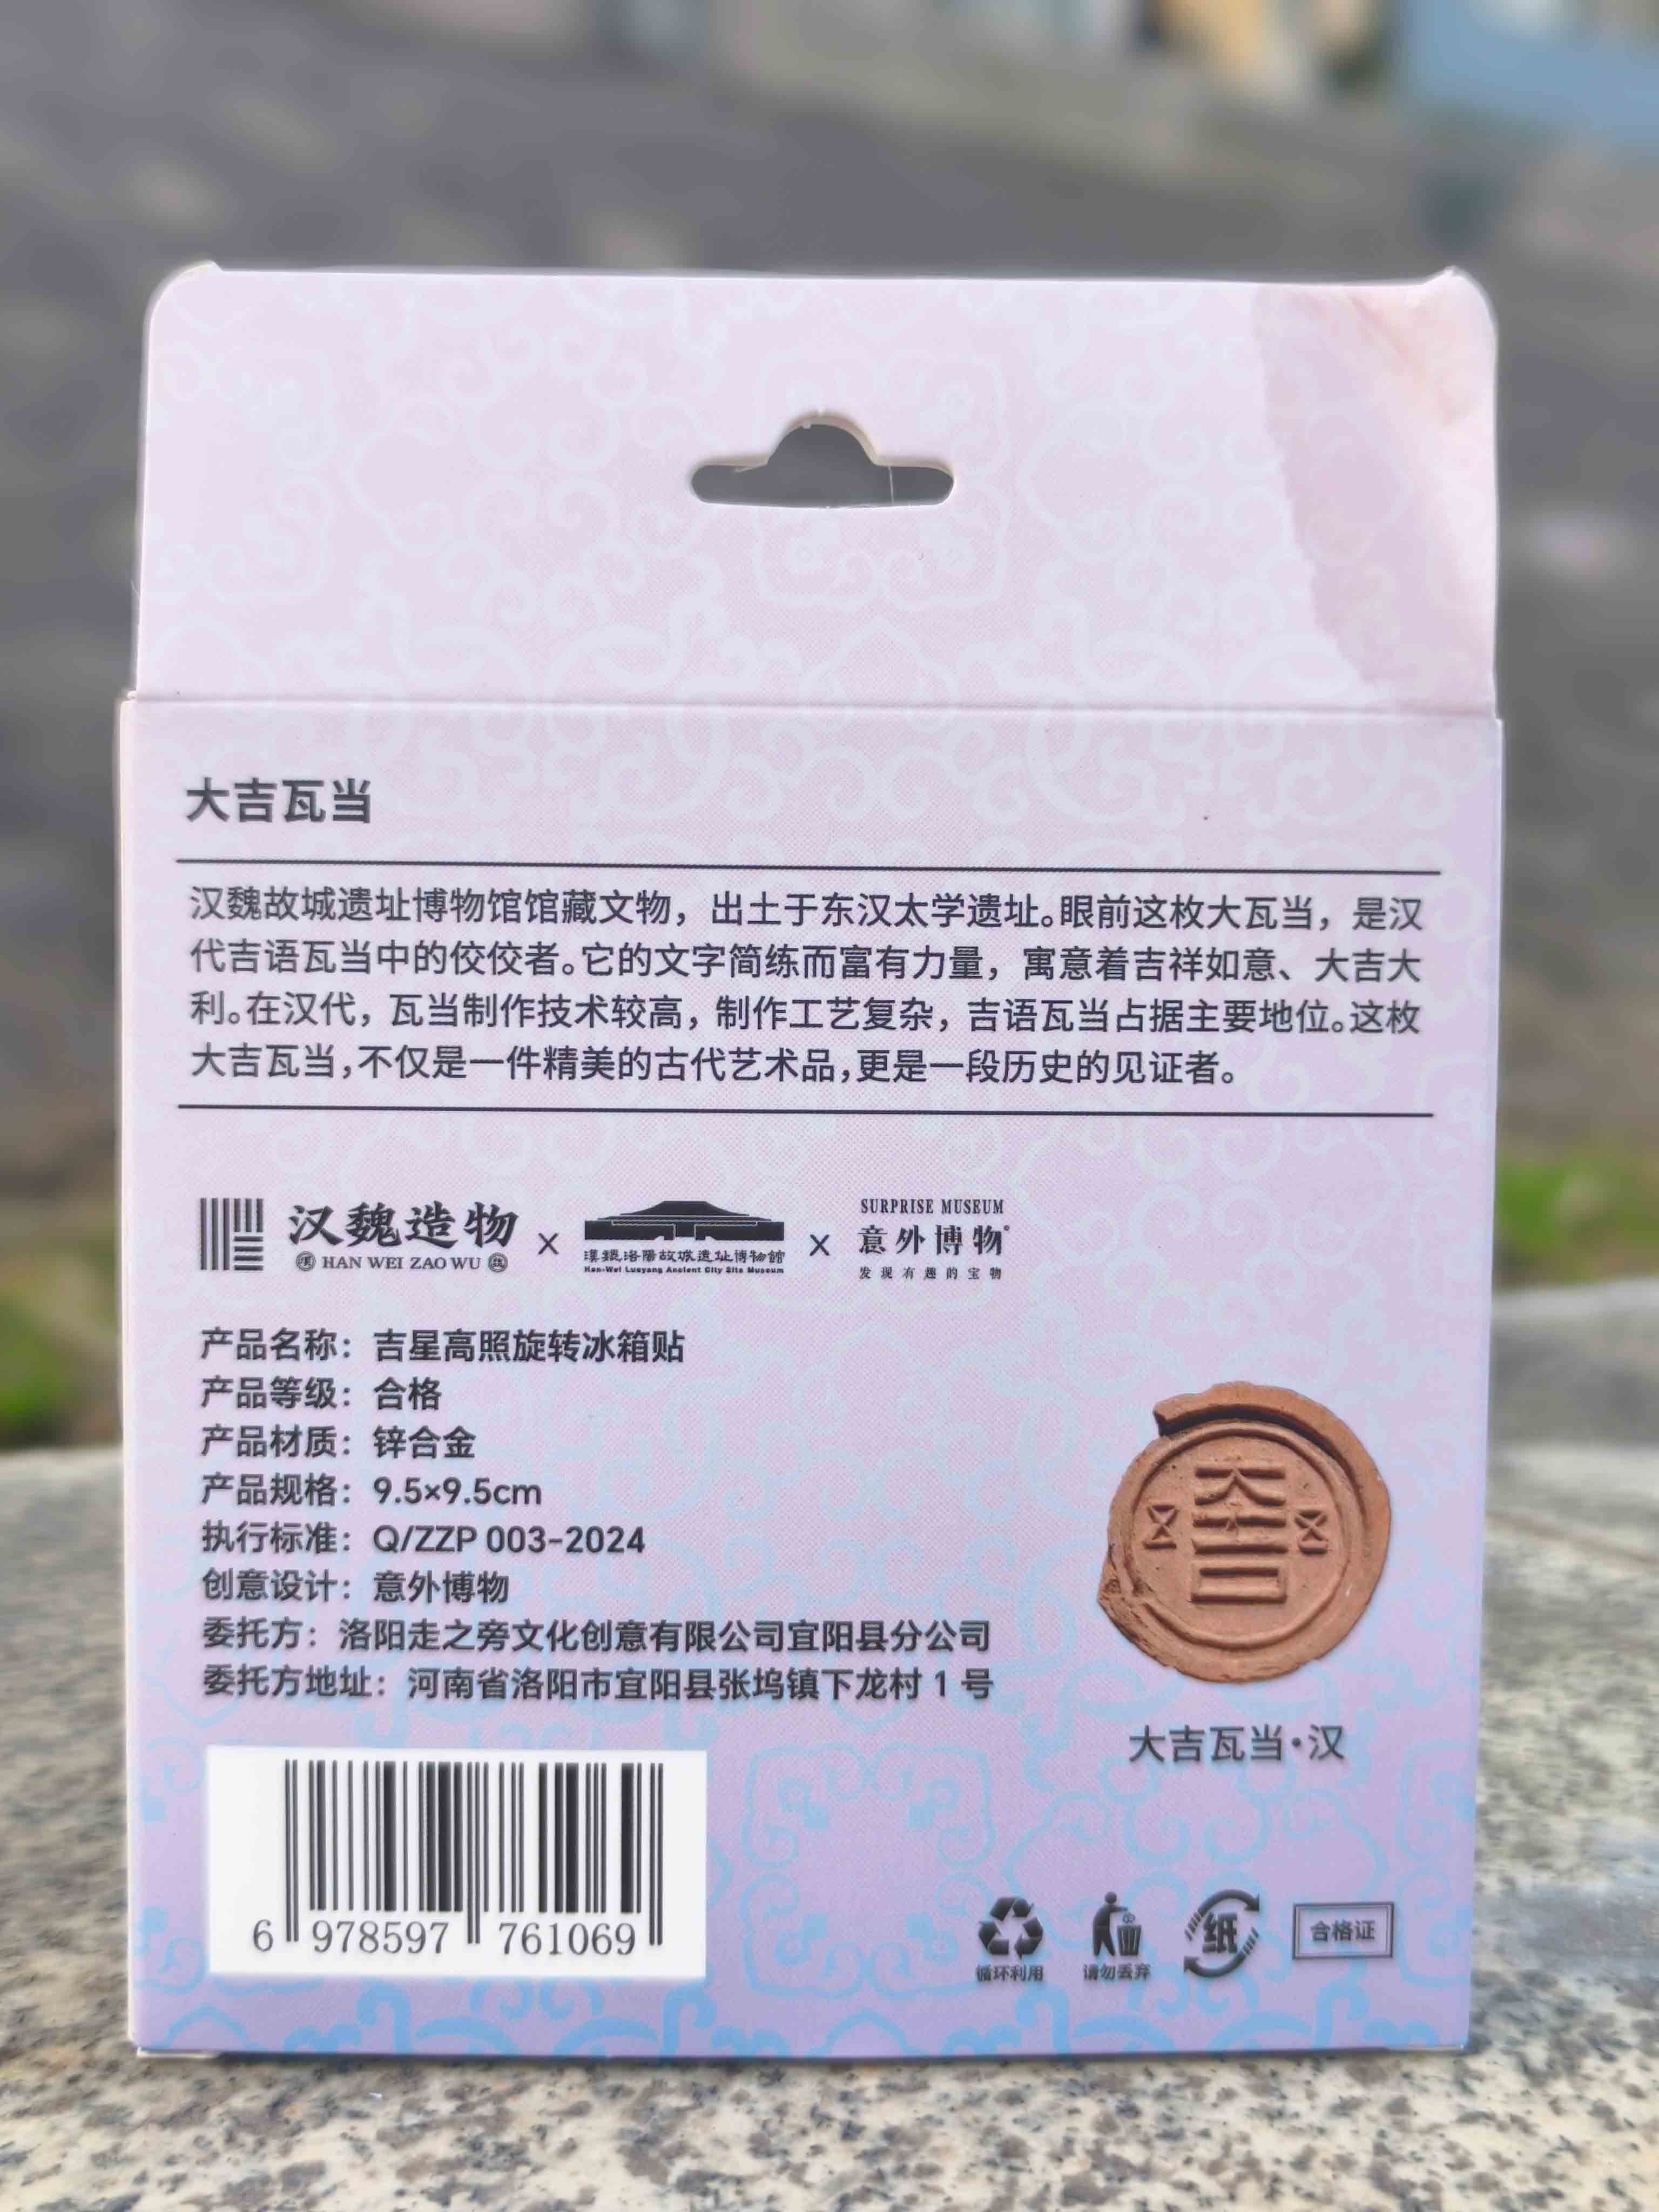 大吉瓦当
汉魏故城遗址博物馆馆藏文物，出土于东汉太学遗址。眼前这枚大瓦当，是汉
代吉语瓦当中的佼佼者。它的文字简练而富有力量，寓意着吉祥如意、大吉大
利。在汉代，瓦当制作技术较高，制作工艺复杂，吉语瓦当占据主要地位。这枚
大吉瓦当，不仅是一件精美的古代艺术品，更是一段历史的见证者。
汉魏造物
HAN WEI ZAO WU
×
漢魏洛陽故城遺址博物館
Han-Wei Luoyang Ancient City Site Museum
×
SURPRISE MUSEUM
意外博物
发现有趣的宝物
产品名称：吉星高照旋转冰箱贴
产品等级：合格
产品材质：锌合金
产品规格：9.5×9.5cm
执行标准：Q/ZZP 003-2024
创意设计：意外博物
委托方：洛阳走之旁文化创意有限公司宜阳县分公司
委托方地址：河南省洛阳市宜阳县张坞镇下龙村 1 号
大吉
大吉瓦当·汉
6 978597 761069
循环利用
请勿丢弃
纸
合格证